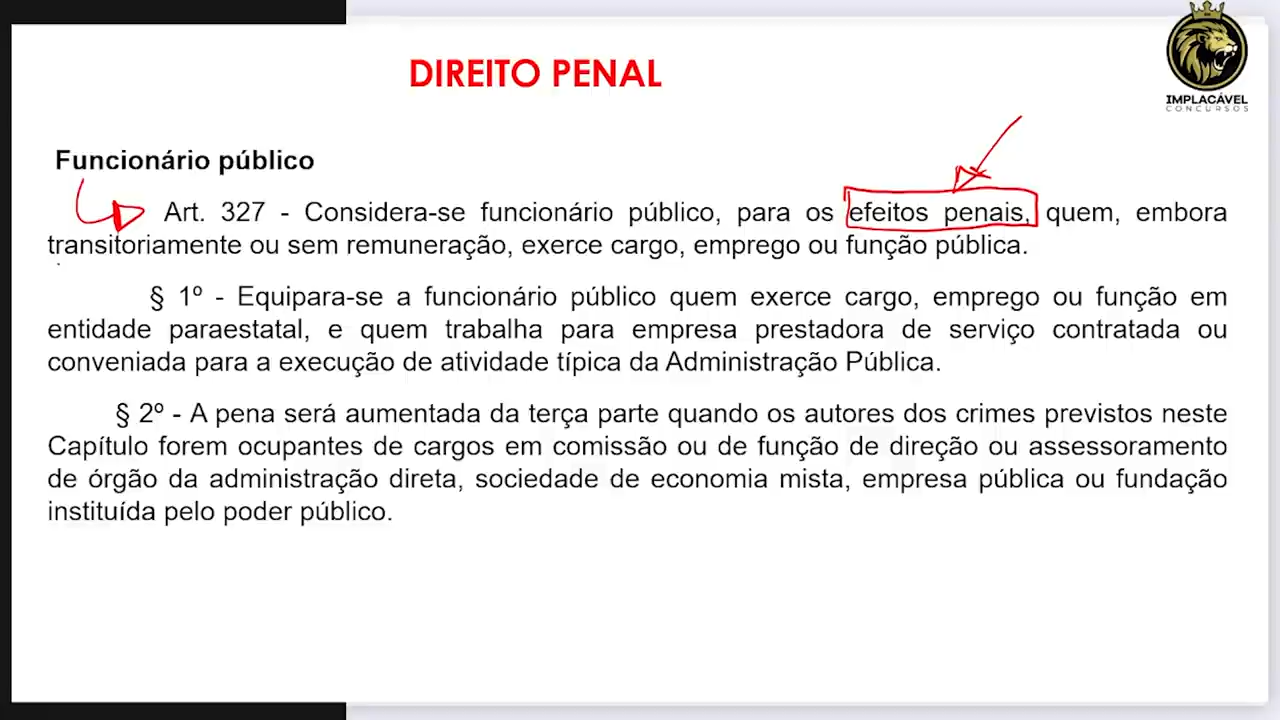 IMPLACÁVEL
CONCURSOS
DIREITO PENAL
Funcionário público
Art. 327 - Considera-se funcionário público, para os efeitos penais, quem, embora
transitoriamente ou sem remuneração, exerce cargo, emprego ou função pública.
§ 1º - Equipara-se a funcionário público quem exerce cargo, emprego ou função em
entidade paraestatal, e quem trabalha para empresa prestadora de serviço contratada ou
conveniada para a execução de atividade típica da Administração Pública.
§ 2º - A pena será aumentada da terça parte quando os autores dos crimes previstos neste
Capítulo forem ocupantes de cargos em comissão ou de função de direção ou assessoramento
de órgão da administração direta, sociedade de economia mista, empresa pública ou fundação
instituída pelo poder público.